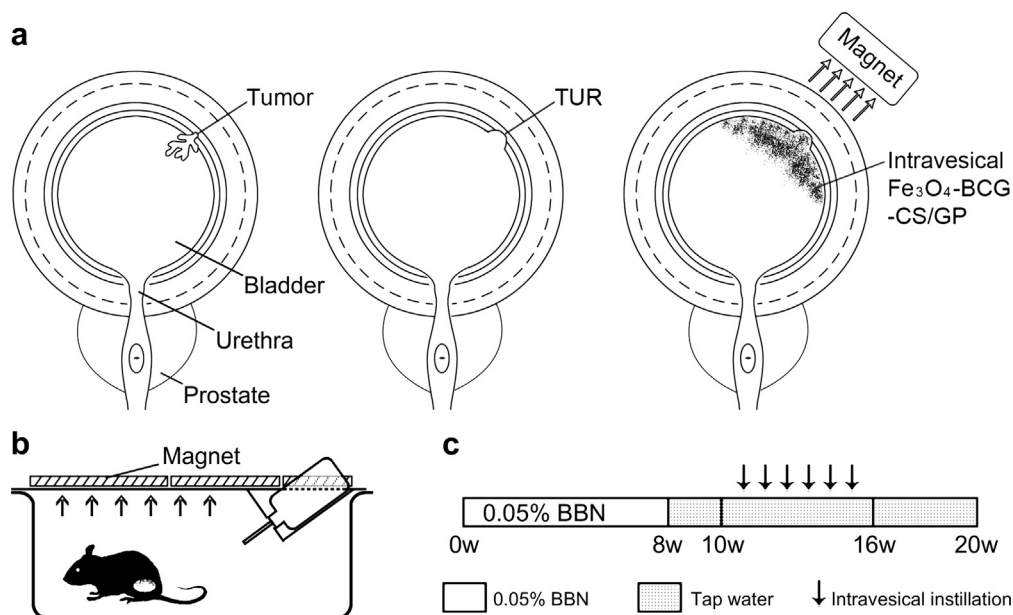 a
Tumor
Bladder
Urethra
Prostate
TUR
Magnet
Intravesical
Fe₃O₄-BCG
-CS/GP
b
Magnet
c
0.05% BBN
0w
8w
10w
16w
20w
0.05% BBN
Tap water
Intravesical instillation